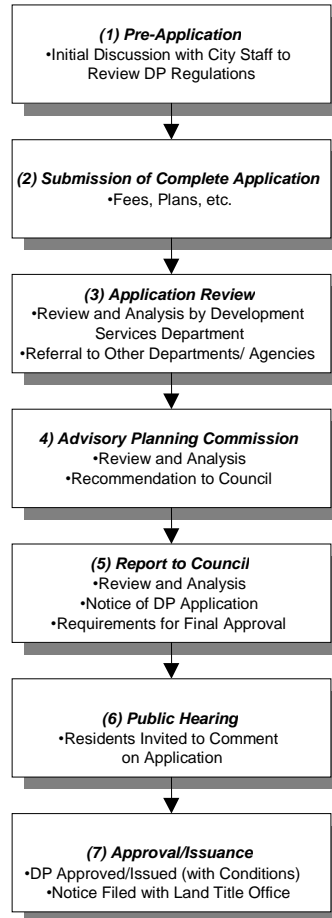 (1) Pre-Application
•Initial Discussion with City Staff to
Review DP Regulations
(2) Submission of Complete Application
•Fees, Plans, etc.
(3) Application Review
•Review and Analysis by Development
Services Department
•Referral to Other Departments/ Agencies
4) Advisory Planning Commission
•Review and Analysis
•Recommendation to Council
(5) Report to Council
•Review and Analysis
•Notice of DP Application
•Requirements for Final Approval
(6) Public Hearing
•Residents Invited to Comment
on Application
(7) Approval/Issuance
•DP Approved/Issued (with Conditions)
•Notice Filed with Land Title Office